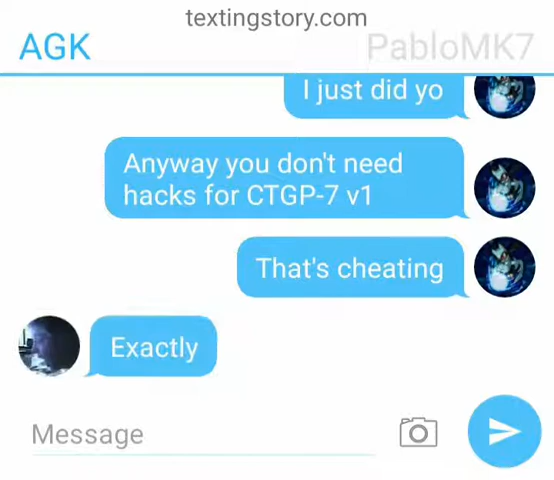 textingstory.com
AGK
PabloMK7
I just did yo
Anyway you don't need
hacks for CTGP-7 v1
That's cheating
Exactly
Message